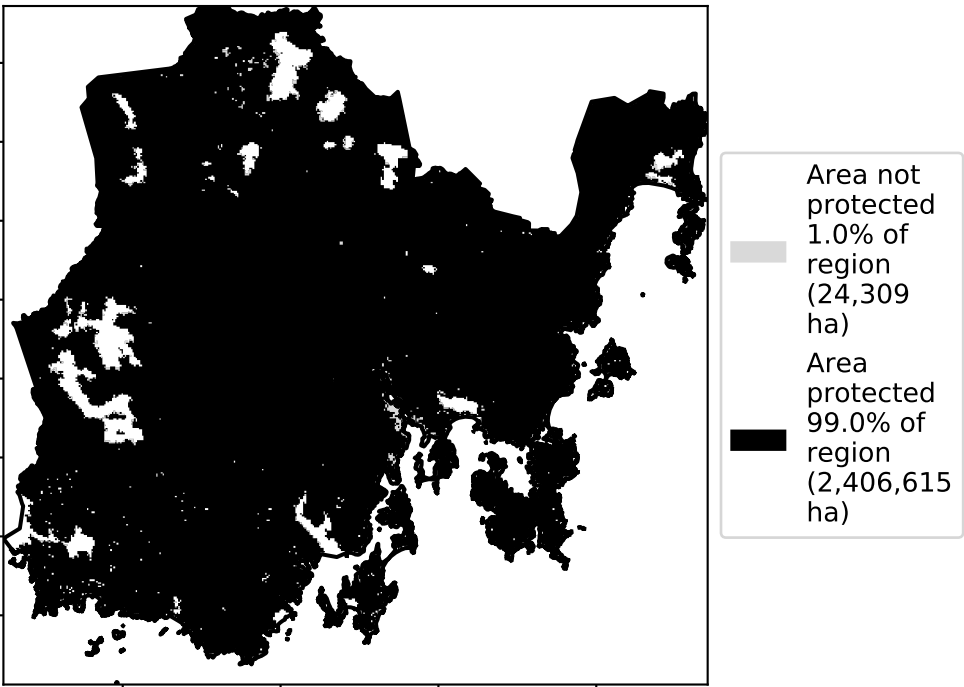 Area not
protected
1.0% of
region
(24,309
ha)
Area
protected
99.0% of
region
(2,406,615
ha)